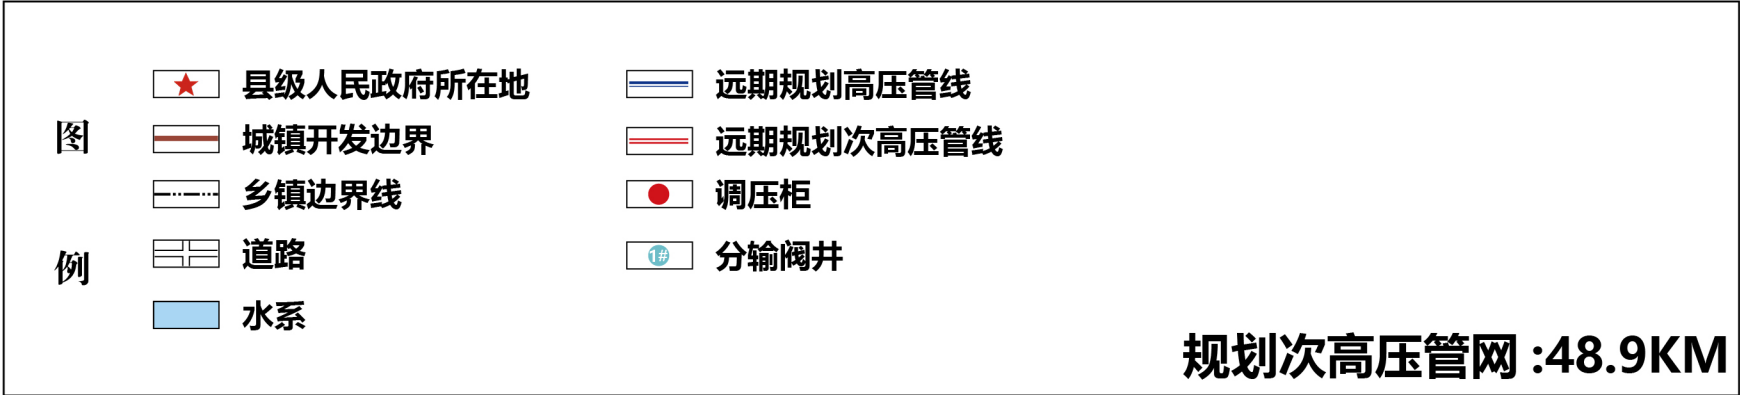 图例
县级人民政府所在地
城镇开发边界
乡镇边界线
道路
水系
远期规划高压管线
远期规划次高压管线
调压柜
1#
分输阀井
规划次高压管网 :48.9KM